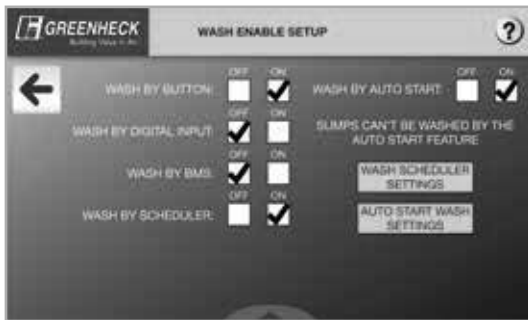 GREENHECK
Building Value in Air.
WASH ENABLE SETUP
?
OFF ON
WASH BY BUTTON:
OFF ON
WASH BY AUTO START:
OFF ON
WASH BY DIGITAL INPUT:
SUMPS CAN'T BE WASHED BY THE
AUTO START FEATURE
OFF ON
WASH BY BMS:
WASH SCHEDULER
SETTINGS
OFF ON
WASH BY SCHEDULER:
AUTO START WASH
SETTINGS